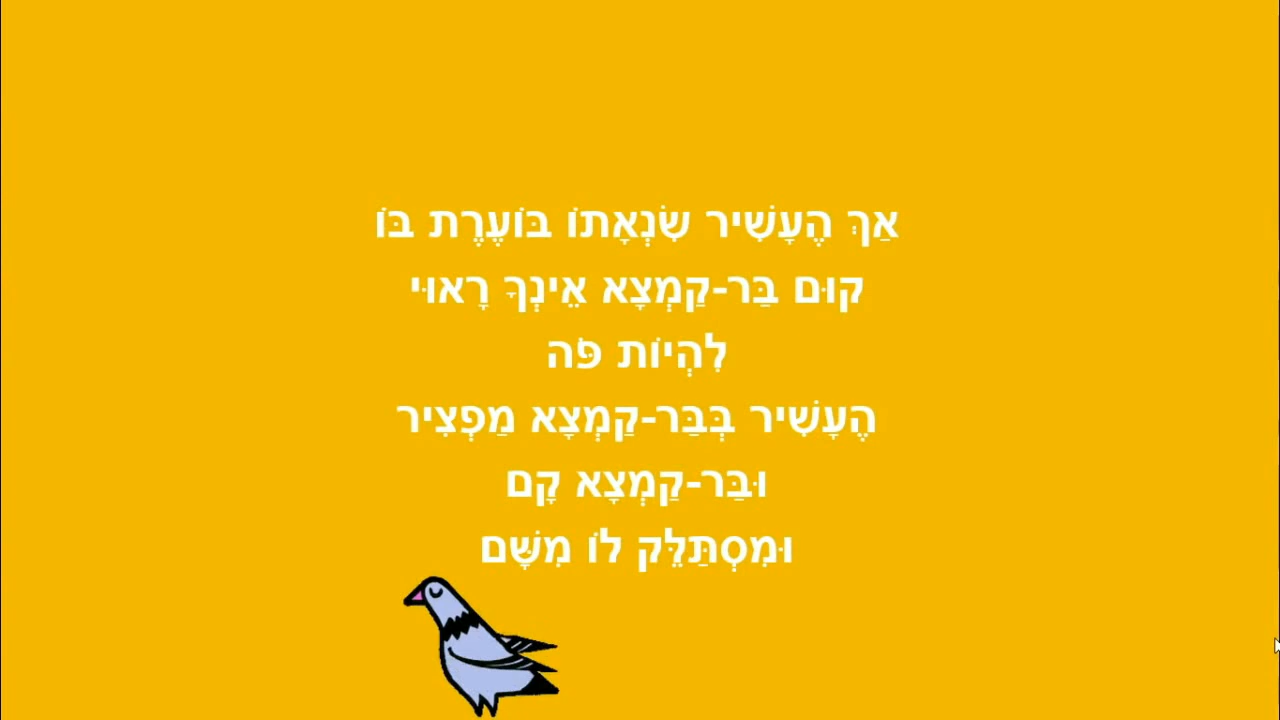 אַךְ הֶעָשִׁיר שִׂנְאָתוֹ בּוֹעֶרֶת בּוֹ
קוּם בַּר-קַמְצָא אֵינְךָ רָאוּי
לִהְיוֹת פֹּה
הֶעָשִׁיר בְּבַּר-קַמְצָא מַפְצִיר
וּבַּר-קַמְצָא קָם
וּמִסְתַּלֵּק לוֹ מִשָּׁם